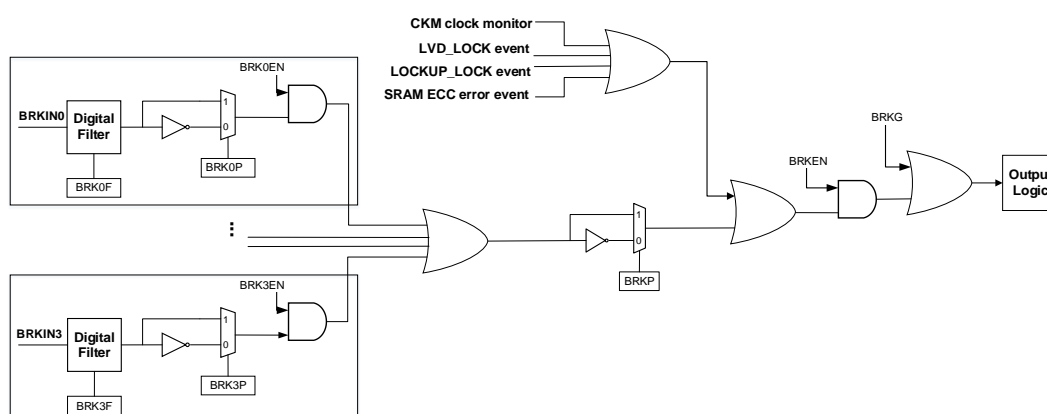 CKM clock monitor
LVD_LOCK event
LOCKUP_LOCK event
SRAM ECC error event
BRK0EN
BRKIN0
Digital
Filter
1
0
BRK0P
BRK0F
BRKG
BRKEN
Output
Logic
...
1
0
BRKP
BRK3EN
BRKIN3
Digital
Filter
1
0
BRK3P
BRK3F